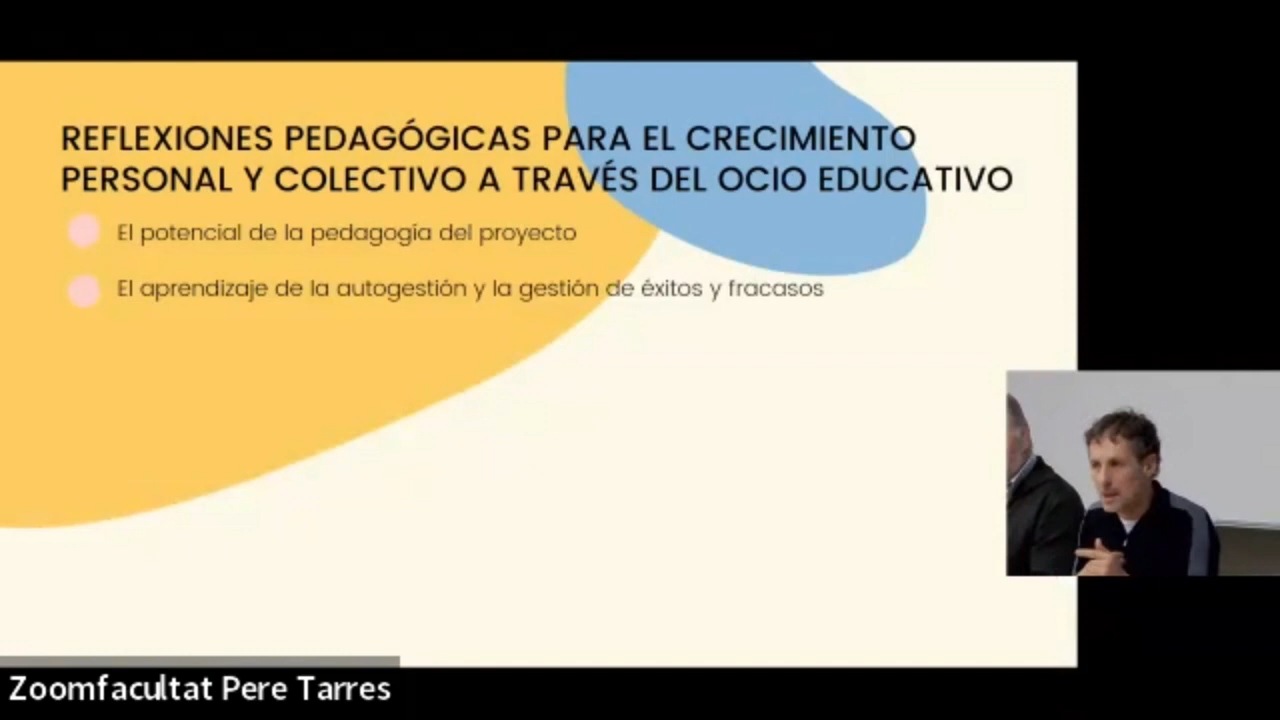 REFLEXIONES PEDAGÓGICAS PARA EL CRECIMIENTO
PERSONAL Y COLECTIVO A TRAVÉS DEL OCIO EDUCATIVO
El potencial de la pedagogía del proyecto
El aprendizaje de la autogestión y la gestión de éxitos y fracasos
Zoomfacultat Pere Tarres